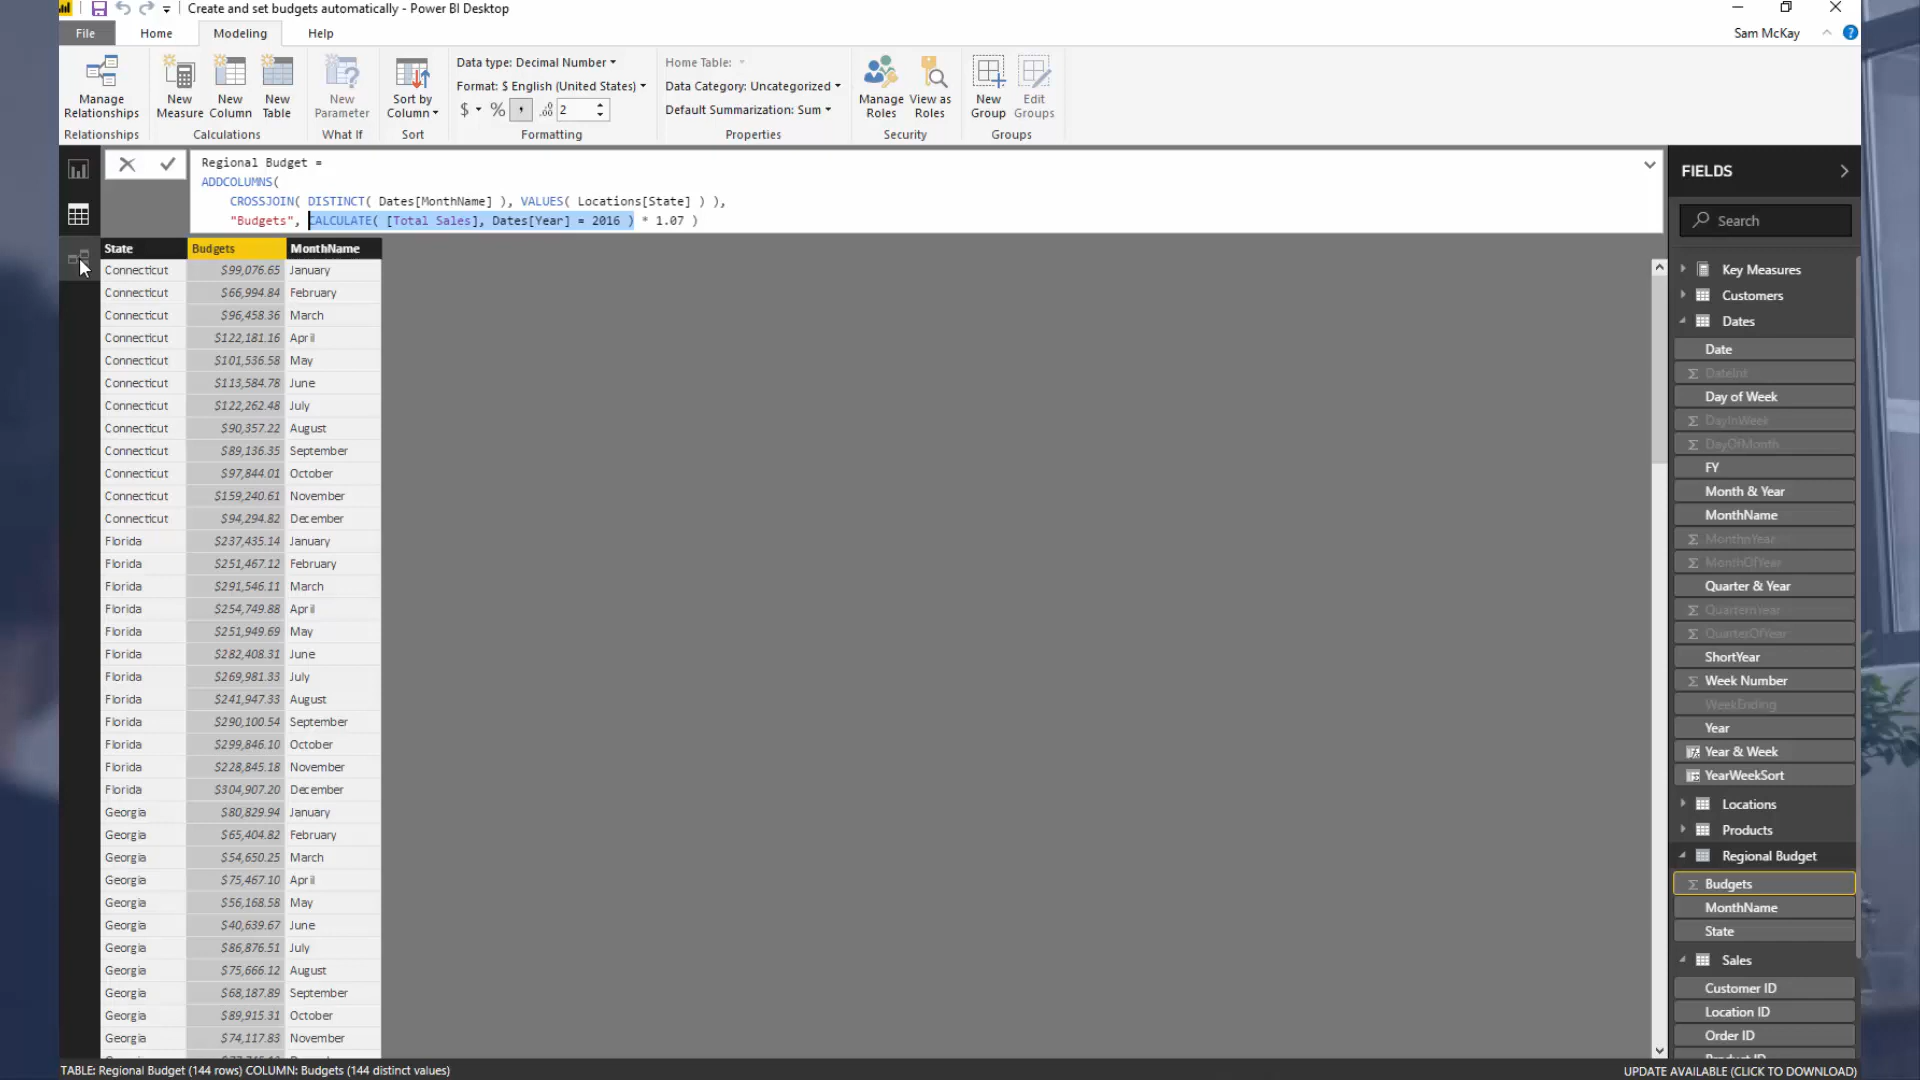 Create and set budgets automatically - Power BI Desktop
File
Home
Modeling
Help
Sam McKay
Manage
Relationships
Relationships
New
Measure
New
Column
New
Table
Calculations
New
Parameter
What If
Sort by
Column
Sort
Data type: Decimal Number
Format: $ English (United States)
$ % , .00 2
Formatting
Home Table:
Data Category: Uncategorized
Default Summarization: Sum
Properties
Manage
Roles
View as
Roles
Security
New
Group
Edit
Groups
Groups
Regional Budget =
ADDCOLUMNS(
CROSSJOIN( DISTINCT( Dates[MonthName] ), VALUES( Locations[State] ) ),
"Budgets", CALCULATE( [Total Sales], Dates[Year] = 2016 ) * 1.07 )
State Budgets MonthName
Connecticut $99,076.65 January
Connecticut $66,994.84 February
Connecticut $96,458.36 March
Connecticut $122,181.16 April
Connecticut $101,536.58 May
Connecticut $113,584.78 June
Connecticut $122,262.48 July
Connecticut $90,357.22 August
Connecticut $89,136.35 September
Connecticut $97,844.01 October
Connecticut $159,240.61 November
Connecticut $94,294.82 December
Florida $237,435.14 January
Florida $251,467.12 February
Florida $291,546.11 March
Florida $254,749.88 April
Florida $251,949.69 May
Florida $282,408.31 June
Florida $269,981.33 July
Florida $241,947.33 August
Florida $290,100.54 September
Florida $299,846.10 October
Florida $228,845.18 November
Florida $304,907.20 December
Georgia $80,829.94 January
Georgia $65,404.82 February
Georgia $54,650.25 March
Georgia $75,467.10 April
Georgia $56,168.58 May
Georgia $40,639.67 June
Georgia $86,876.51 July
Georgia $75,666.12 August
Georgia $68,187.89 September
Georgia $89,915.31 October
Georgia $74,117.83 November
FIELDS
Search
Key Measures
Customers
Dates
Date
DateInt
Day of Week
DayInWeek
DayOfMonth
FY
Month & Year
MonthName
MonthnYear
MonthOfYear
Quarter & Year
QuarternYear
QuarterOfYear
ShortYear
Week Number
WeekEnding
Year
Year & Week
YearWeekSort
Locations
Products
Regional Budget
Budgets
MonthName
State
Sales
Customer ID
Location ID
Order ID
TABLE: Regional Budget (144 rows) COLUMN: Budgets (144 distinct values)
UPDATE AVAILABLE (CLICK TO DOWNLOAD)